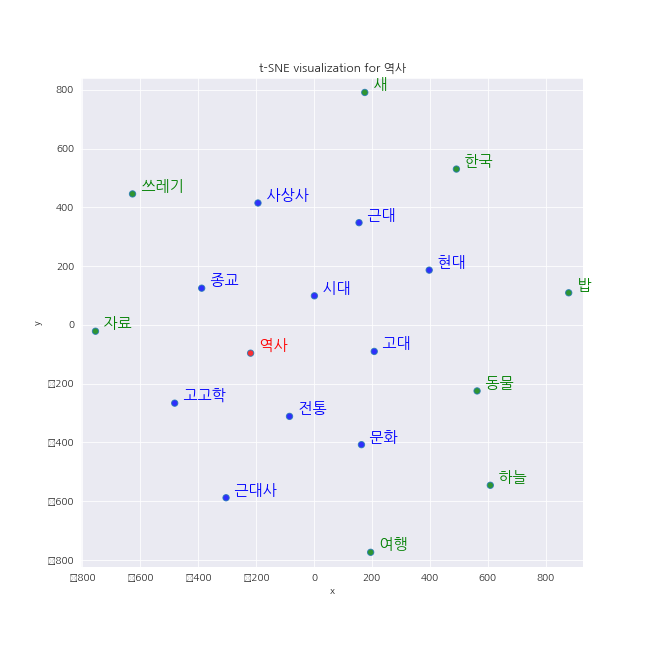 t-SNE visualization for 역사
새
800
한국
600
쓰레기
사상사
400
근대
현대
200
종교
시대
밥
y
0
자료
역사
고대
동물
□200
고고학
전통
□400
문화
하늘
근대사
□600
여행
□800
□800 □600 □400 □200 0 200 400 600 800
x